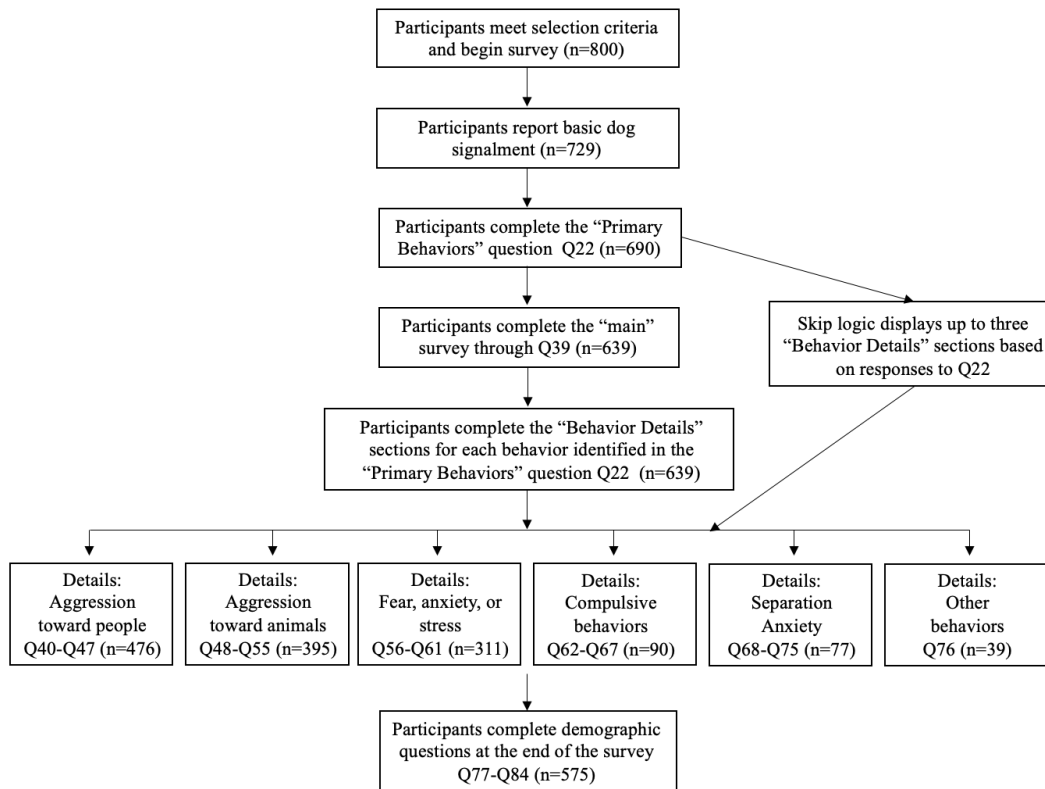 Participants meet selection criteria
and begin survey (n=800)
Participants report basic dog
signalment (n=729)
Participants complete the “Primary
Behaviors” question Q22 (n=690)
Participants complete the “main”
survey through Q39 (n=639)
Skip logic displays up to three
“Behavior Details” sections based
on responses to Q22
Participants complete the “Behavior Details”
sections for each behavior identified in the
“Primary Behaviors” question Q22 (n=639)
Details:
Aggression
toward people
Q40-Q47 (n=476)
Details:
Aggression
toward animals
Q48-Q55 (n=395)
Details:
Fear, anxiety, or
stress
Q56-Q61 (n=311)
Details:
Compulsive
behaviors
Q62-Q67 (n=90)
Details:
Separation
Anxiety
Q68-Q75 (n=77)
Details:
Other
behaviors
Q76 (n=39)
Participants complete demographic
questions at the end of the survey
Q77-Q84 (n=575)